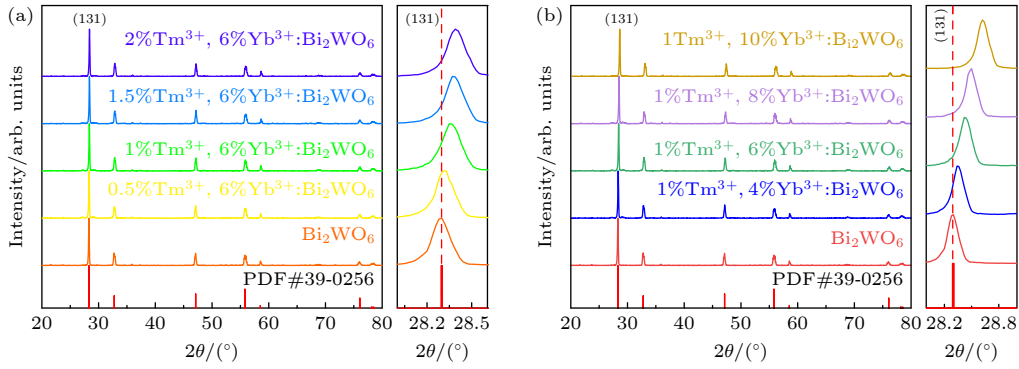 (a)
(131)
2%Tm³⁺, 6%Yb³⁺:Bi₂WO₆
1.5%Tm³⁺, 6%Yb³⁺:Bi₂WO₆
1%Tm³⁺, 6%Yb³⁺:Bi₂WO₆
0.5%Tm³⁺, 6%Yb³⁺:Bi₂WO₆
Bi₂WO₆
PDF#39-0256
Intensity/arb. units
20 30 40 50 60 70 80
2θ/(°)
(131)
28.2 28.5
2θ/(°)
(b)
(131)
1Tm³⁺, 10%Yb³⁺:Bᵢ₂WO₆
1%Tm³⁺, 8%Yb³⁺:Bi₂WO₆
1%Tm³⁺, 6%Yb³⁺:Bi₂WO₆
1%Tm³⁺, 4%Yb³⁺:Bi₂WO₆
Bi₂WO₆
PDF#39-0256
Intensity/arb. units
20 30 40 50 60 70 80
2θ/(°)
(131)
28.2 28.8
2θ/(°)